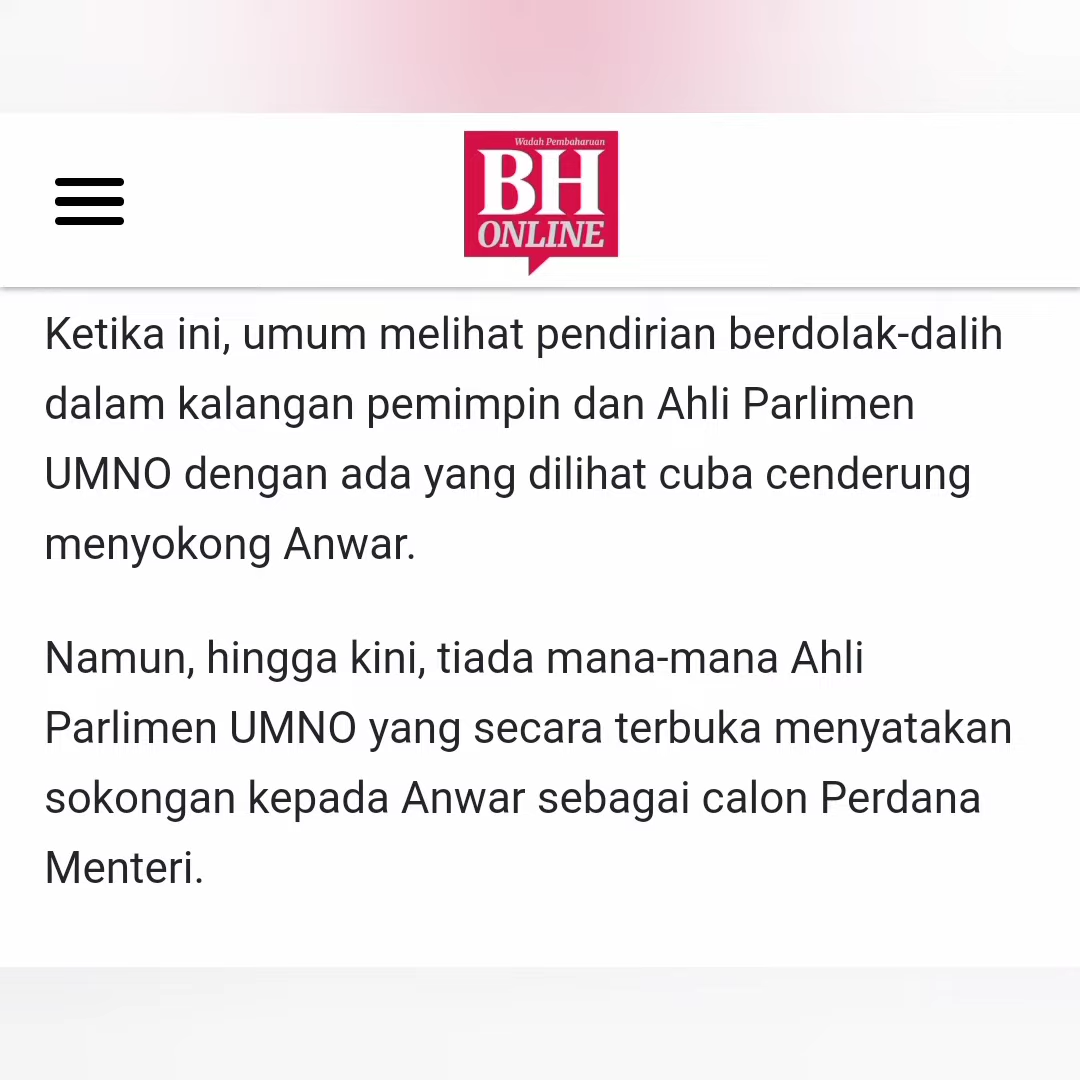 Wadah Pembaharuan
BH
ONLINE
Ketika ini, umum melihat pendirian berdolak-dalih
dalam kalangan pemimpin dan Ahli Parlimen
UMNO dengan ada yang dilihat cuba cenderung
menyokong Anwar.
Namun, hingga kini, tiada mana-mana Ahli
Parlimen UMNO yang secara terbuka menyatakan
sokongan kepada Anwar sebagai calon Perdana
Menteri.